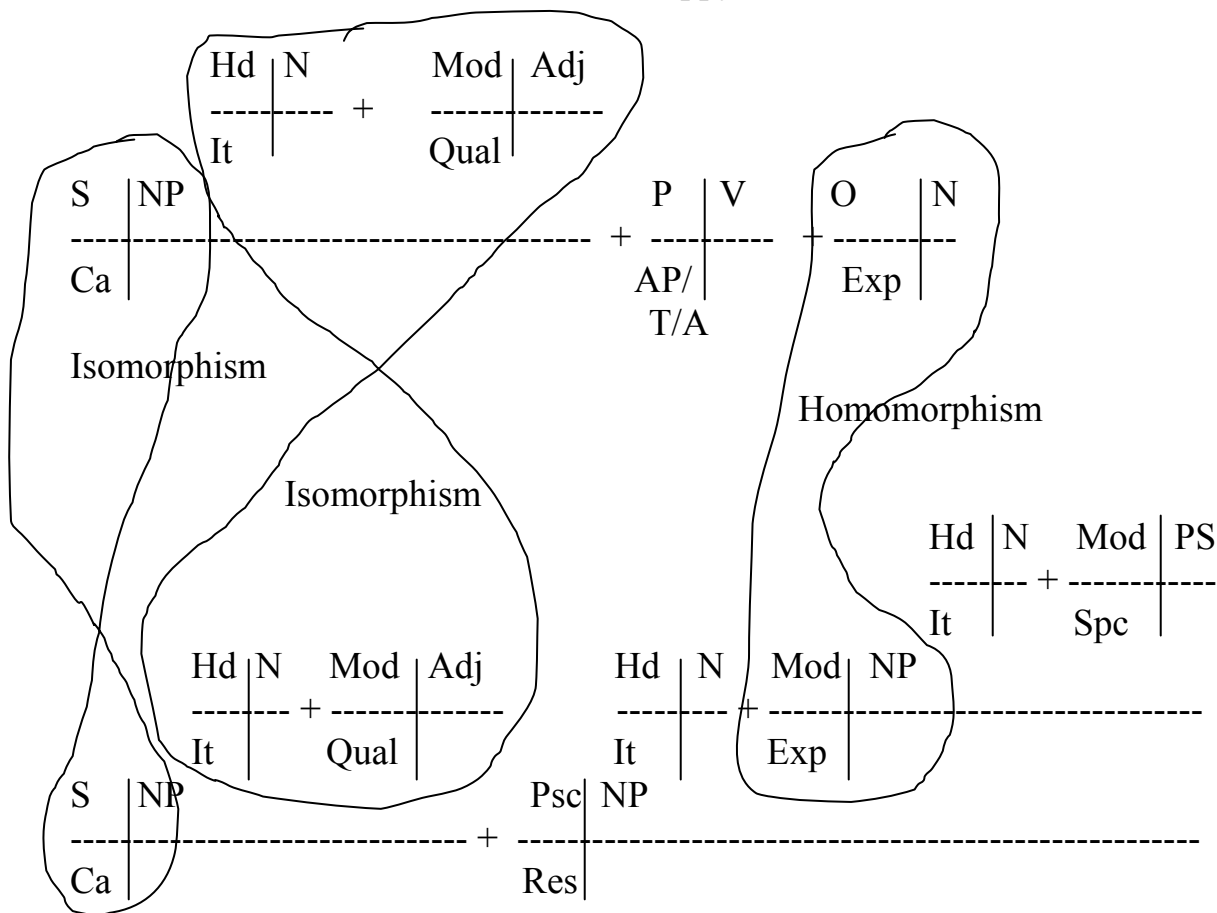 Hd N Mod Adj
+
It Qual
S NP P V O N
+ +
Ca AP/ Exp
T/A
Isomorphism
Homomorphism
Isomorphism
Hd N Mod PS
+
It Spc
Hd N Mod Adj Hd N Mod NP
+ +
It Qual It Exp
S NP Psc NP
+
Ca Res